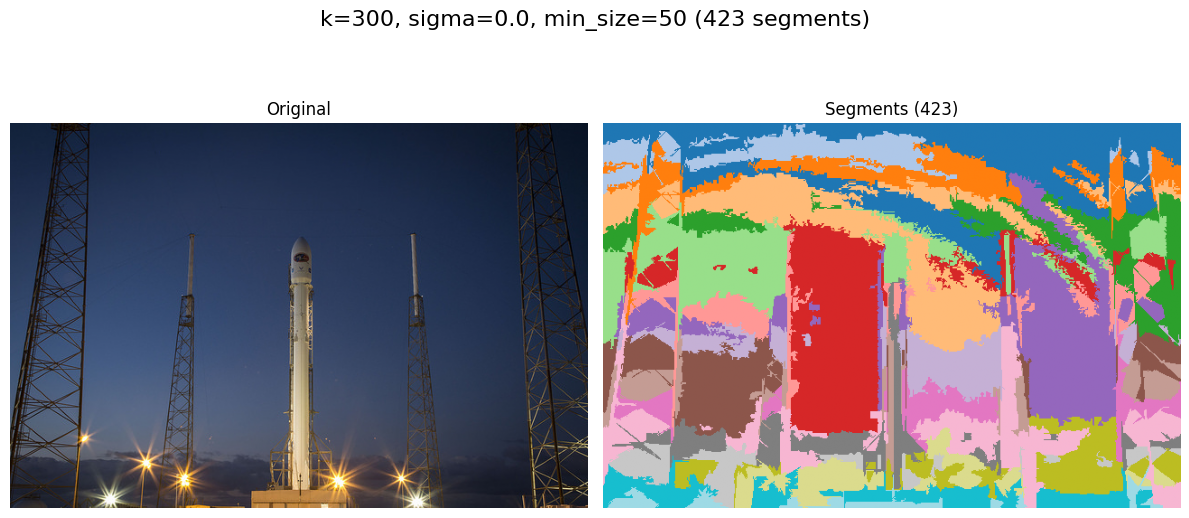 k=300, sigma=0.0, min_size=50 (423 segments)
Original
Segments (423)